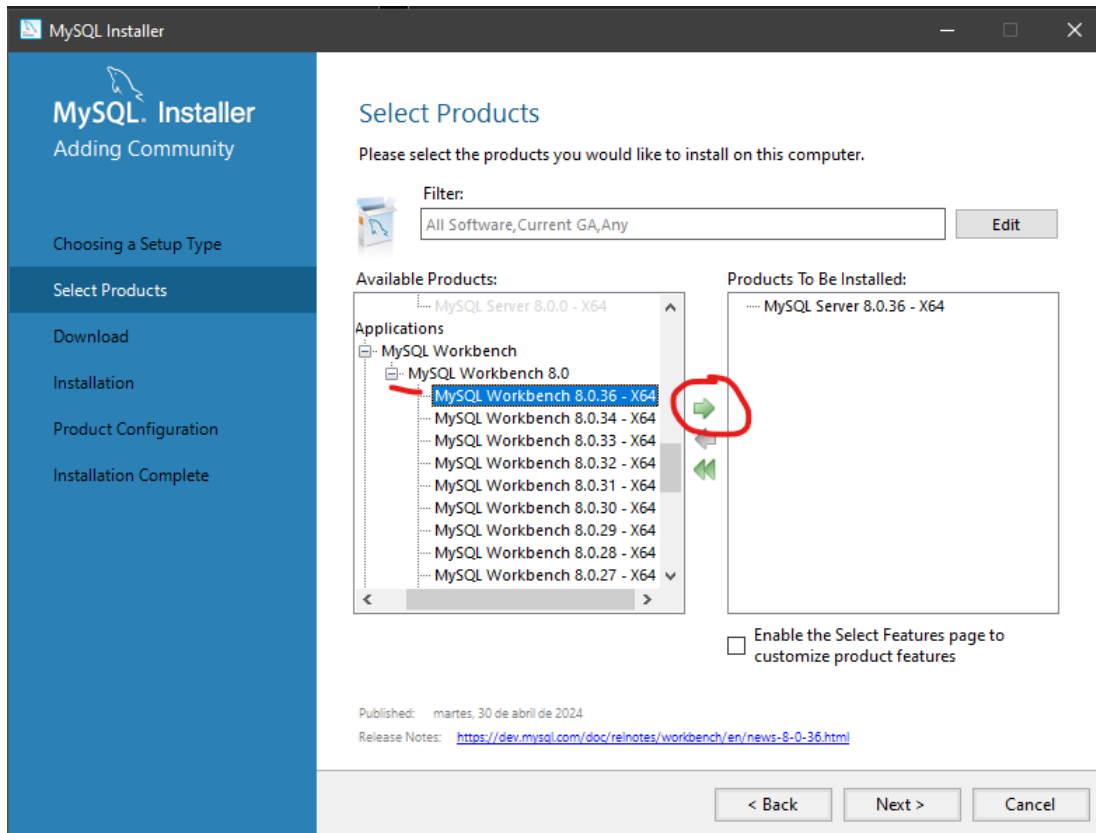 MySQL Installer
MySQL. Installer
Adding Community
Choosing a Setup Type
Select Products
Download
Installation
Product Configuration
Installation Complete
Select Products
Please select the products you would like to install on this computer.
Filter:
All Software,Current GA,Any
Edit
Available Products:
MySQL Server 8.0.0 - X64
Applications
MySQL Workbench
MySQL Workbench 8.0
MySQL Workbench 8.0.36 - X64
MySQL Workbench 8.0.34 - X64
MySQL Workbench 8.0.33 - X64
MySQL Workbench 8.0.32 - X64
MySQL Workbench 8.0.31 - X64
MySQL Workbench 8.0.30 - X64
MySQL Workbench 8.0.29 - X64
MySQL Workbench 8.0.28 - X64
MySQL Workbench 8.0.27 - X64
Products To Be Installed:
MySQL Server 8.0.36 - X64
Enable the Select Features page to
customize product features
Published: martes, 30 de abril de 2024
Release Notes: https://dev.mysql.com/doc/relnotes/workbench/en/news-8-0-36.html
< Back
Next >
Cancel